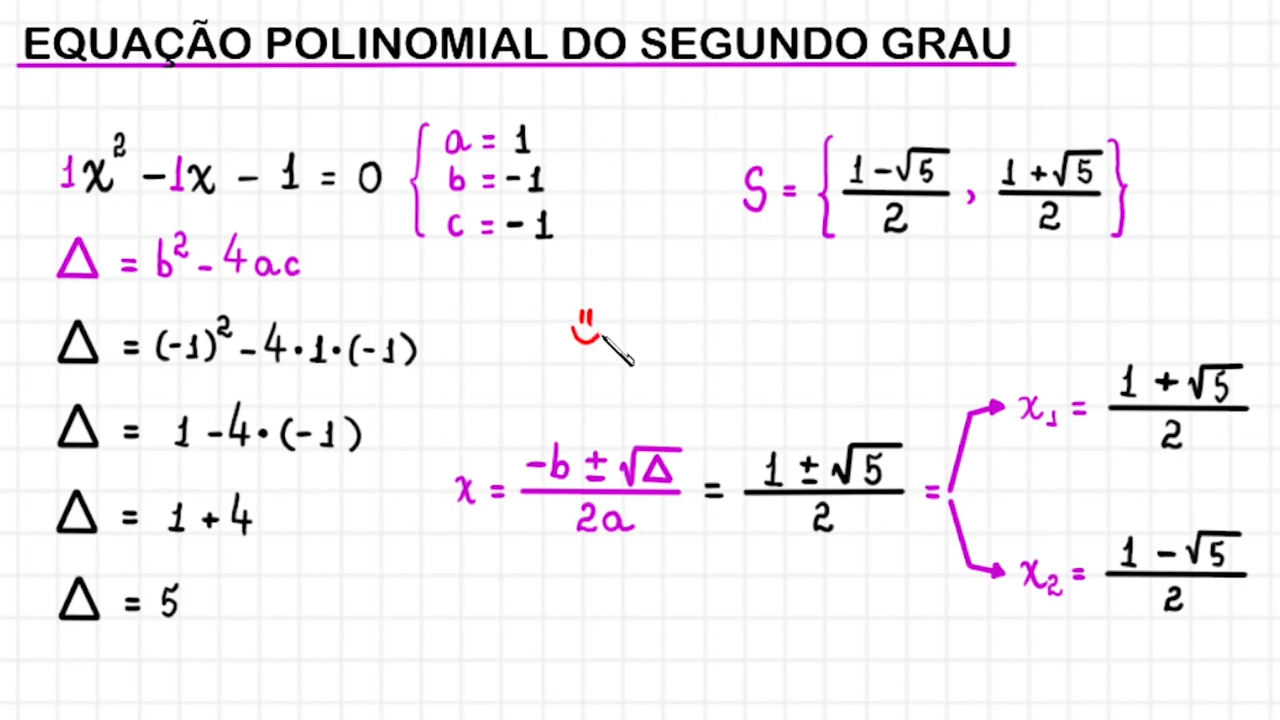 EQUAÇÃO POLINOMIAL DO SEGUNDO GRAU
1x² - 1x - 1 = 0 { a = 1
b = -1
c = -1
S = { (1 - √5)/2 , (1 + √5)/2 }
Δ = b² - 4ac
Δ = (-1)² - 4 · 1 · (-1)
Δ = 1 - 4 · (-1)
Δ = 1 + 4
Δ = 5
x = (-b ± √Δ)/2a = (1 ± √5)/2 =
x₁ = (1 + √5)/2
x₂ = (1 - √5)/2